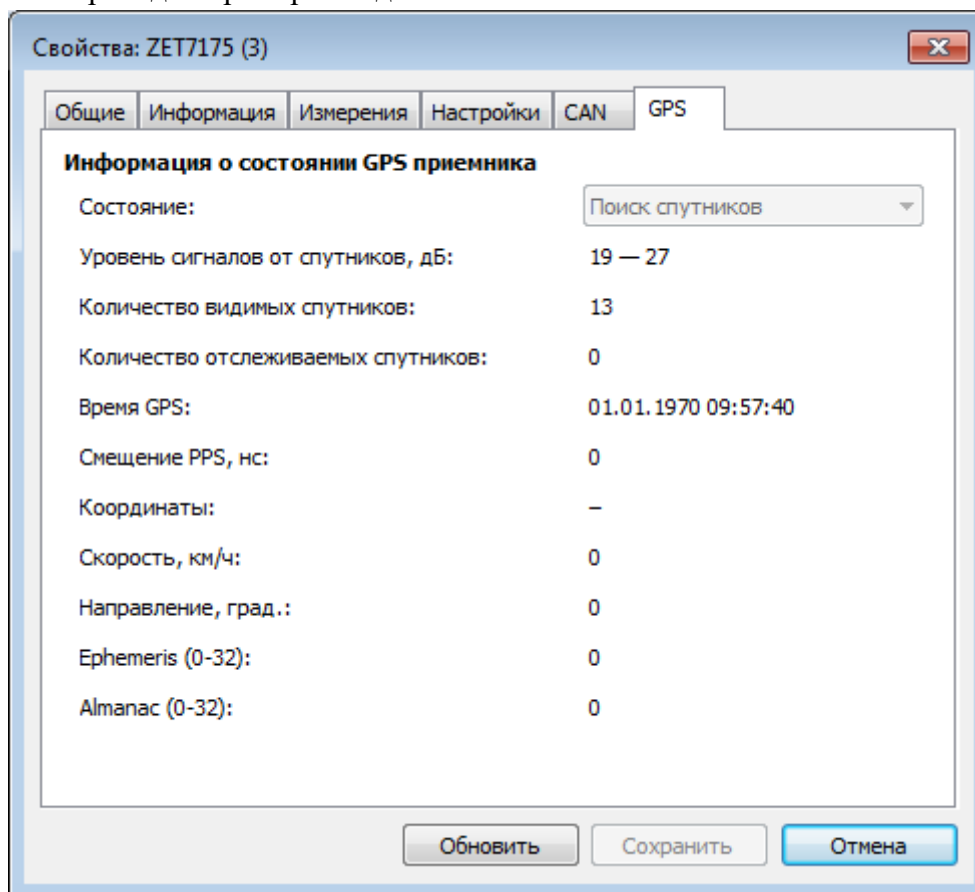 Свойства: ZET7175 (3)
Общие Информация Измерения Настройки CAN GPS
Информация о состоянии GPS приемника
Состояние: Поиск спутников
Уровень сигналов от спутников, дБ: 19 — 27
Количество видимых спутников: 13
Количество отслеживаемых спутников: 0
Время GPS: 01.01.1970 09:57:40
Смещение PPS, нс: 0
Координаты: –
Скорость, км/ч: 0
Направление, град.: 0
Ephemeris (0-32): 0
Almanac (0-32): 0
Обновить Сохранить Отмена